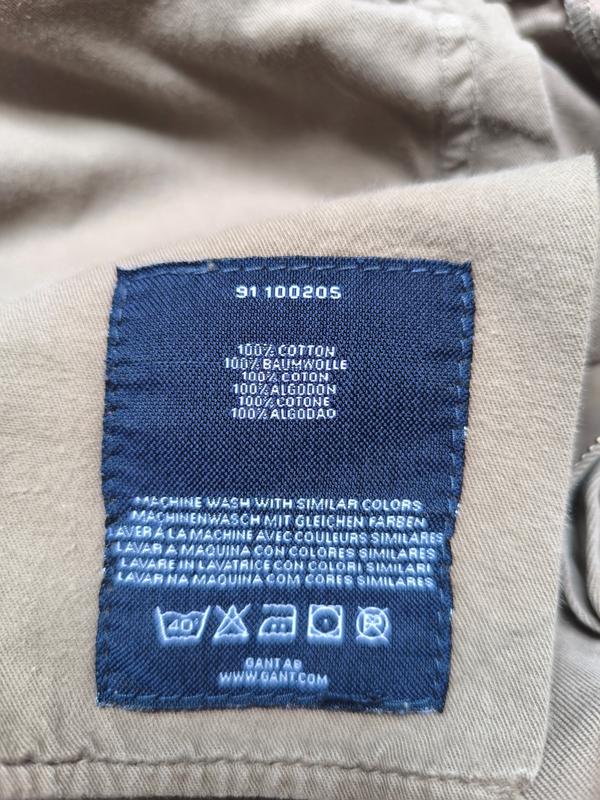 91 100205
100% COTTON
100% BAUMWOLLE
100% COTON
100% ALGODON
100% COTONE
100% ALGODAO
MACHINE WASH WITH SIMILAR COLORS
MACHINENWASCH MIT GLEICHEN FARBEN
LAVER À LA MACHINE AVEC COULEURS SIMILARES
LAVAR A MAQUINA CON COLORES SIMILARES
LAVARE IN LAVATRICE CON COLORI SIMILARI
LAVAR NA MAQUINA COM CORES SIMILARES
40°
GANT AB
WWW.GANT.COM